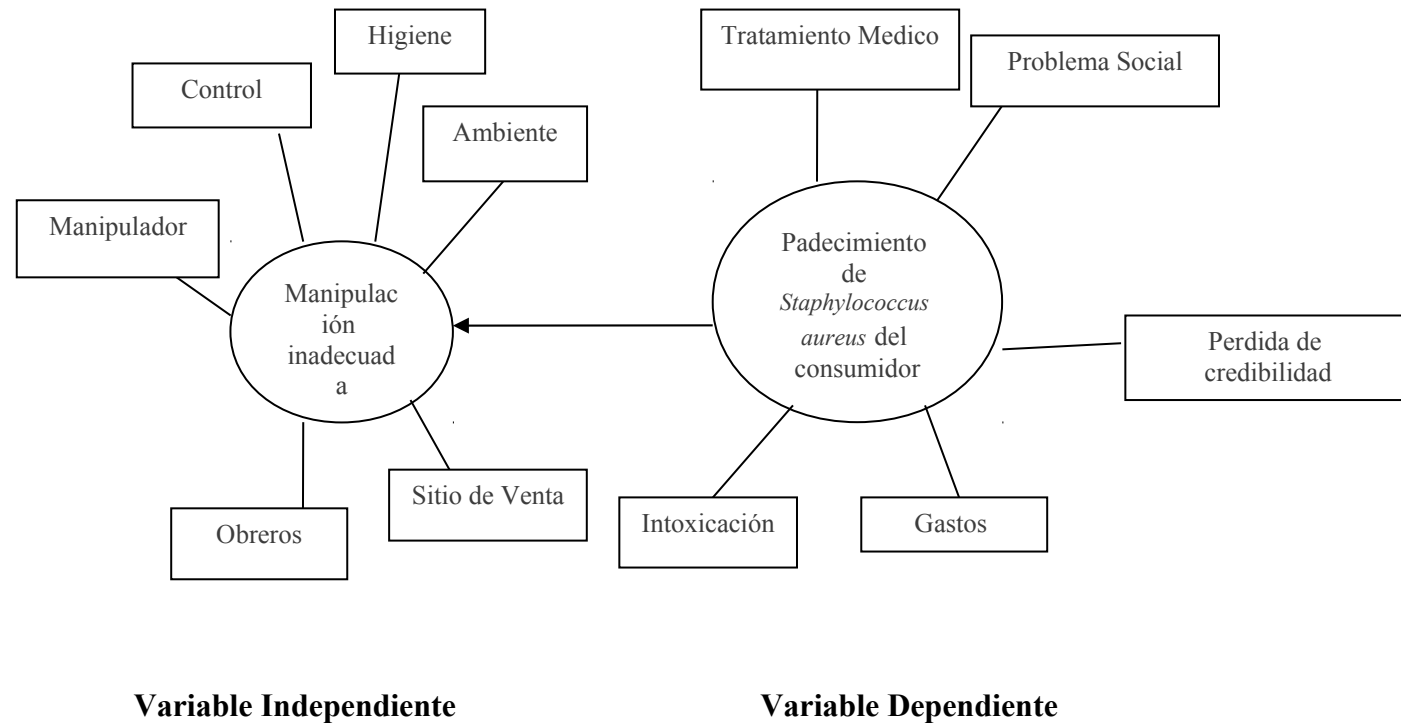 Higiene
Control
Ambiente
Manipulador
Manipulac
ión
inadecuad
a
Sitio de Venta
Obreros
Tratamiento Medico
Problema Social
Padecimiento
de
Staphylococcus
aureus del
consumidor
Perdida de
credibilidad
Intoxicación
Gastos
Variable Independiente
Variable Dependiente